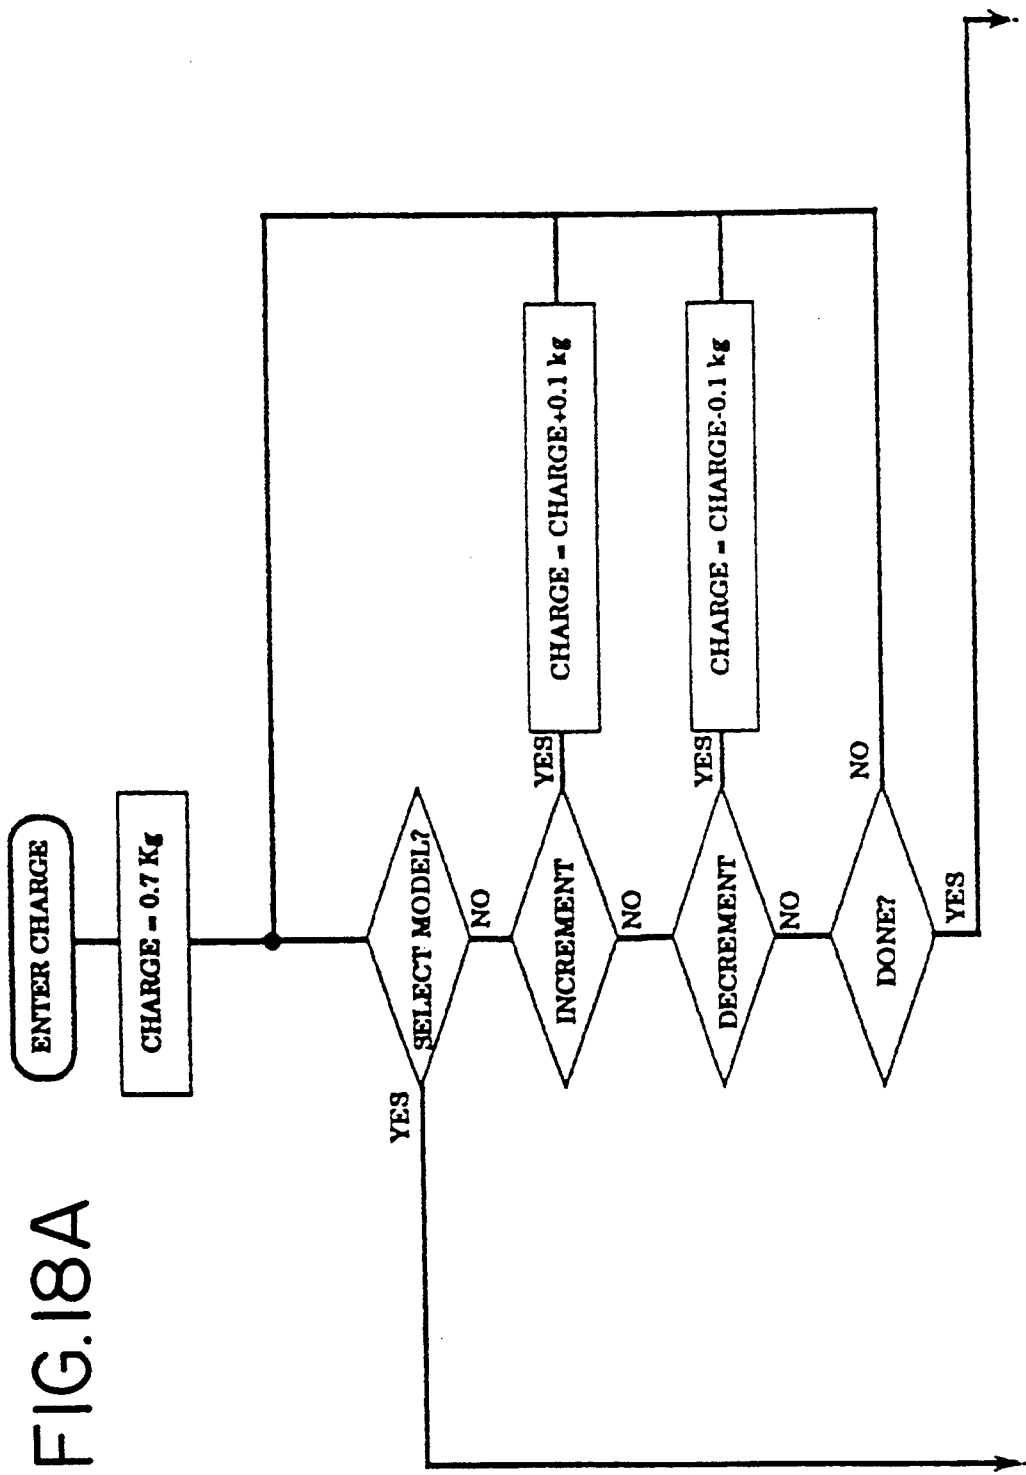 FIG.18A
ENTER CHARGE
CHARGE = 0.7 Kg
SELECT MODEL?
YES
NO
INCREMENT
YES
CHARGE = CHARGE+0.1 kg
NO
DECREMENT
YES
CHARGE = CHARGE-0.1 kg
NO
DONE?
NO
YES